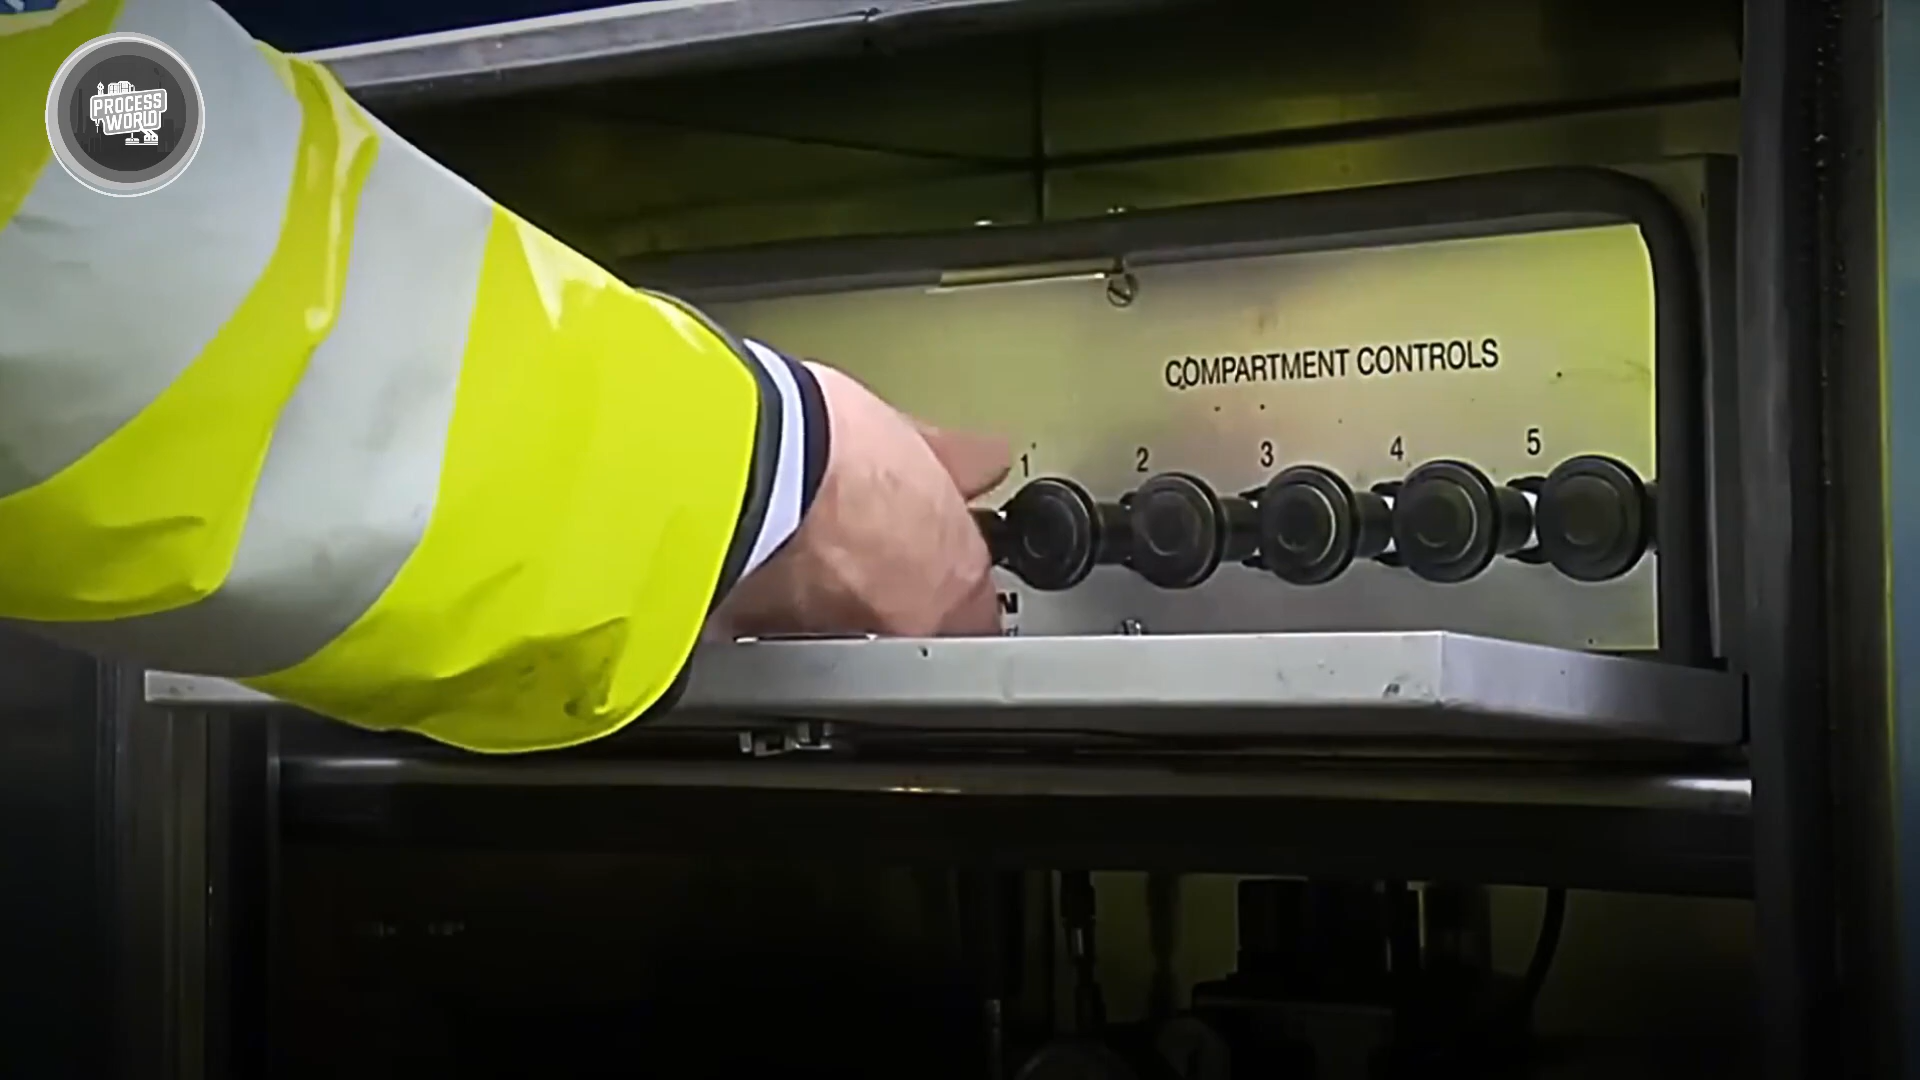 PROCESS
WORLD
COMPARTMENT CONTROLS
1 2 3 4 5
N